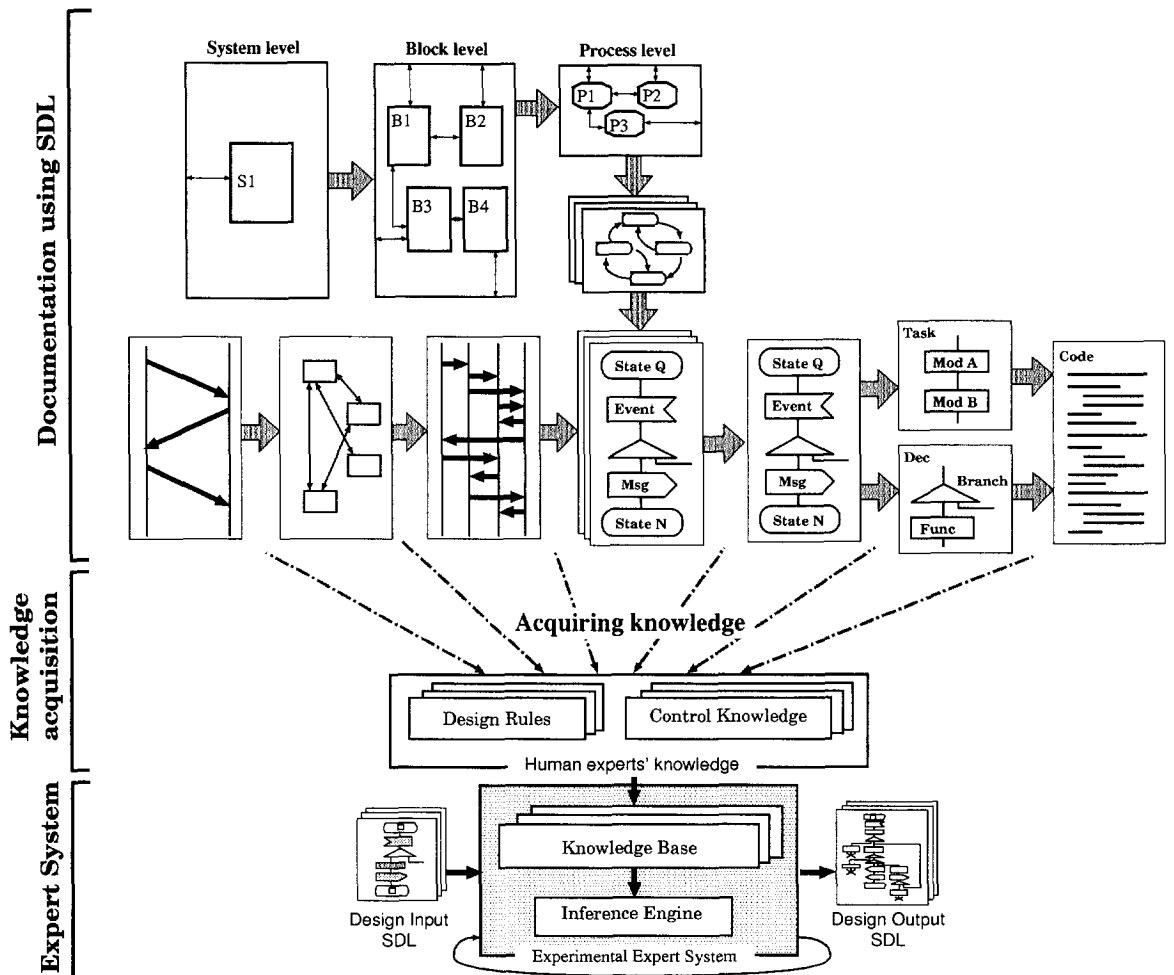 System level
Block level
Process level
S1
B1
B2
B3
B4
P1
P2
P3
Documentation using SDL
State Q
Event
Msg
State N
State Q
Event
Msg
State N
Task
Mod A
Mod B
Dec
Branch
Func
Code
Knowledge
acquisition
Acquiring knowledge
Design Rules
Control Knowledge
Human experts' knowledge
Expert System
Knowledge Base
Inference Engine
Experimental Expert System
Design Input
SDL
Design Output
SDL